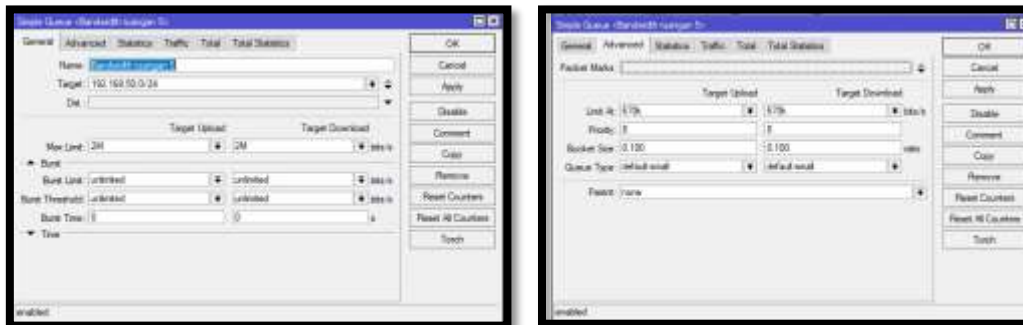 Simple Queue <Bandwidth ruangan 5>
General Advanced Statistics Traffic Total Total Statistics
Name: Bandwidth ruangan 5
Target: 192.168.50.0/24
Dst.:
Target Upload Target Download
Max Limit: 2M 2M bits/s
Burst
Burst Limit: unlimited unlimited bits/s
Burst Threshold: unlimited unlimited bits/s
Burst Time: 0 0 s
Time
OK
Cancel
Apply
Disable
Comment
Copy
Remove
Reset Counters
Reset All Counters
Torch
enabled
Simple Queue <Bandwidth ruangan 5>
General Advanced Statistics Traffic Total Total Statistics
Packet Marks:
Target Upload Target Download
Limit At: bits/s
Priority: 8 8
Bucket Size: 0.100 0.100 ratio
Queue Type: default-small default-small
Parent: none
OK
Cancel
Apply
Disable
Comment
Copy
Remove
Reset Counters
Reset All Counters
Torch
enabled